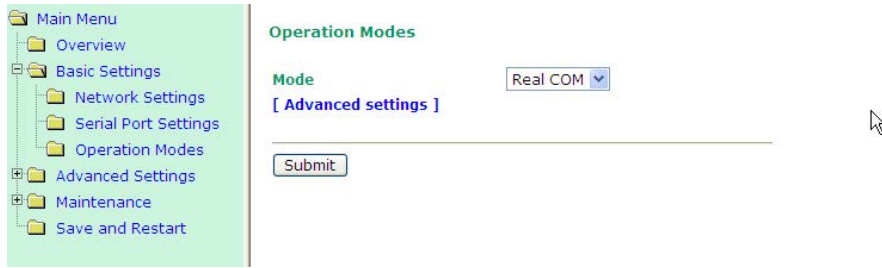 Main Menu
Overview
Basic Settings
Network Settings
Serial Port Settings
Operation Modes
Advanced Settings
Maintenance
Save and Restart
Operation Modes
Mode Real COM
[ Advanced settings ]
Submit